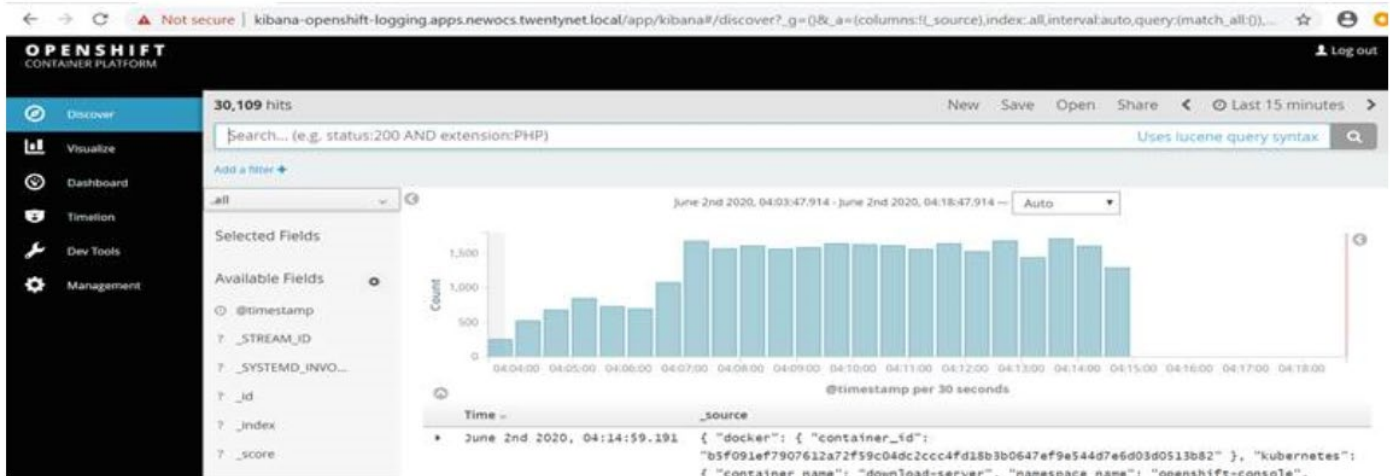 Not secure | kibana-openshift-logging.apps.newocs.twentynet.local/app/kibana#/discover?_g=()&_a=(columns:!(_source),index:.all,interval:auto,query:(match_all:()),...
OPENSHIFT
CONTAINER PLATFORM
Log out
Discover
Visualize
Dashboard
Timelion
Dev Tools
Management
30,109 hits
New Save Open Share Last 15 minutes
Search... (e.g. status:200 AND extension:PHP)
Uses lucene query syntax
Add a filter +
.all
Selected Fields
Available Fields
@timestamp
? _STREAM_ID
? _SYSTEMD_INVO...
? _id
? _index
? _score
June 2nd 2020, 04:03:47.914 - June 2nd 2020, 04:18:47.914 —
Auto
Count
1,500
1,000
500
0
04:04:00 04:05:00 04:06:00 04:07:00 04:08:00 04:09:00 04:10:00 04:11:00 04:12:00 04:13:00 04:14:00 04:15:00 04:16:00 04:17:00 04:18:00
@timestamp per 30 seconds
Time
_source
June 2nd 2020, 04:14:59.191
{ "docker": { "container_id":
"b5f091ef7907612a72f59c04dc2ccc4fd18b3b0647ef9e544d7e6d03d0513b82" }, "kubernetes":
{ "container_name": "download-server", "namespace_name": "openshift-console",